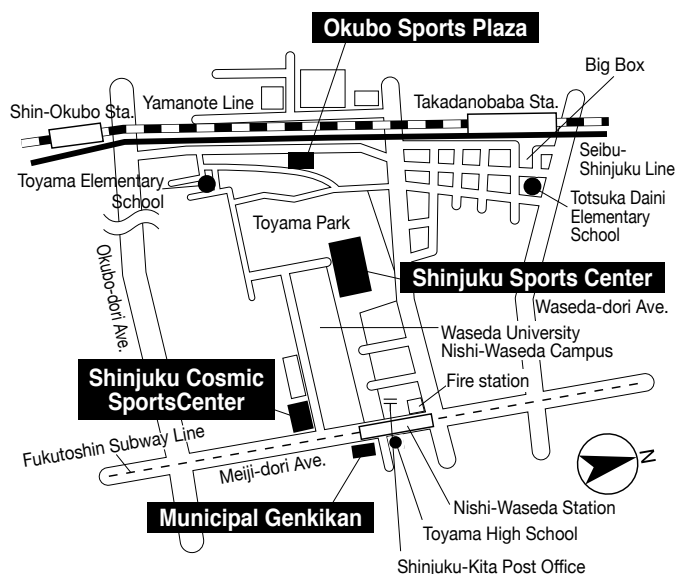 Okubo Sports Plaza
Big Box
Shin-Okubo Sta.
Yamanote Line
Takadanobaba Sta.
Seibu-
Shinjuku Line
Toyama Elementary
School
Totsuka Daini
Elementary
School
Toyama Park
Okubo-dori Ave.
Shinjuku Sports Center
Waseda-dori Ave.
Waseda University
Nishi-Waseda Campus
Shinjuku Cosmic
SportsCenter
Fire station
Fukutoshin Subway Line
Meiji-dori Ave.
N
Nishi-Waseda Station
Municipal Genkikan
Toyama High School
Shinjuku-Kita Post Office